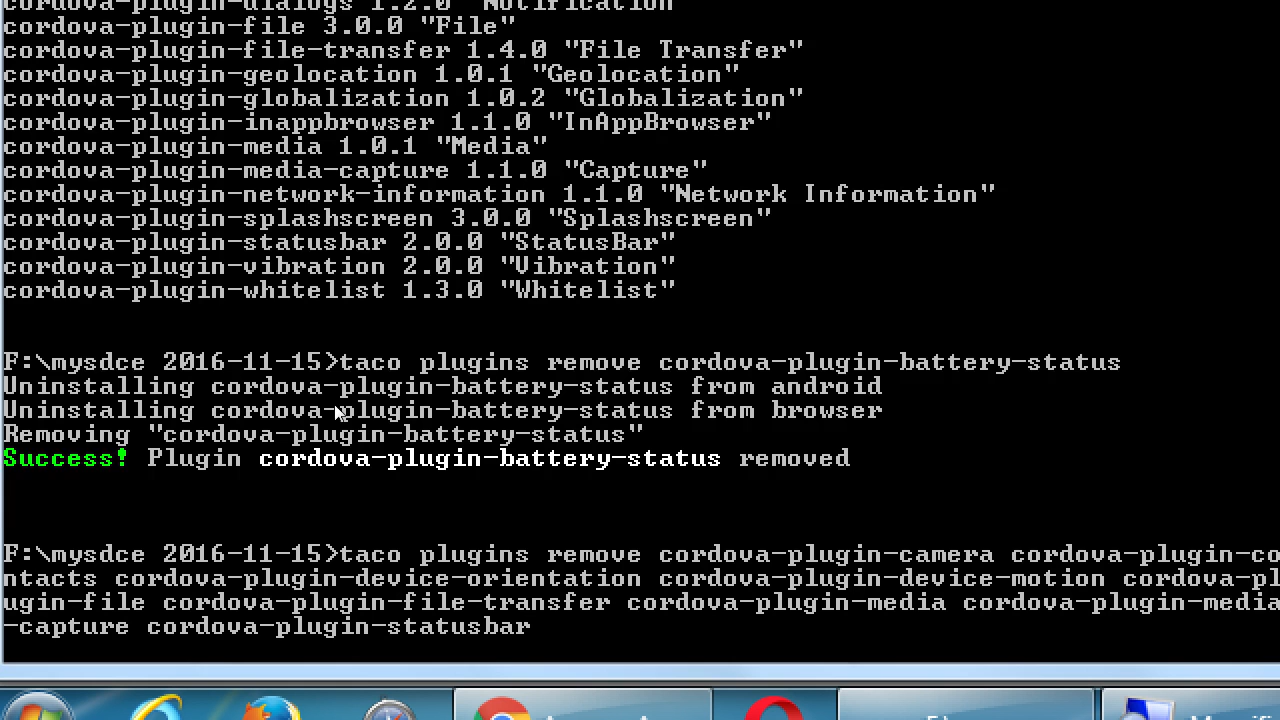 cordova-plugin-dialogs 1.2.0 "Notification"
cordova-plugin-file 3.0.0 "File"
cordova-plugin-file-transfer 1.4.0 "File Transfer"
cordova-plugin-geolocation 1.0.1 "Geolocation"
cordova-plugin-globalization 1.0.2 "Globalization"
cordova-plugin-inappbrowser 1.1.0 "InAppBrowser"
cordova-plugin-media 1.0.1 "Media"
cordova-plugin-media-capture 1.1.0 "Capture"
cordova-plugin-network-information 1.1.0 "Network Information"
cordova-plugin-splashscreen 3.0.0 "Splashscreen"
cordova-plugin-statusbar 2.0.0 "StatusBar"
cordova-plugin-vibration 2.0.0 "Vibration"
cordova-plugin-whitelist 1.3.0 "Whitelist"
F:\mysdce 2016-11-15>taco plugins remove cordova-plugin-battery-status
Uninstalling cordova-plugin-battery-status from android
Uninstalling cordova-plugin-battery-status from browser
Removing "cordova-plugin-battery-status"
Success! Plugin cordova-plugin-battery-status removed
F:\mysdce 2016-11-15>taco plugins remove cordova-plugin-camera cordova-plugin-co
ntacts cordova-plugin-device-orientation cordova-plugin-device-motion cordova-pl
ugin-file cordova-plugin-file-transfer cordova-plugin-media cordova-plugin-media
-capture cordova-plugin-statusbar